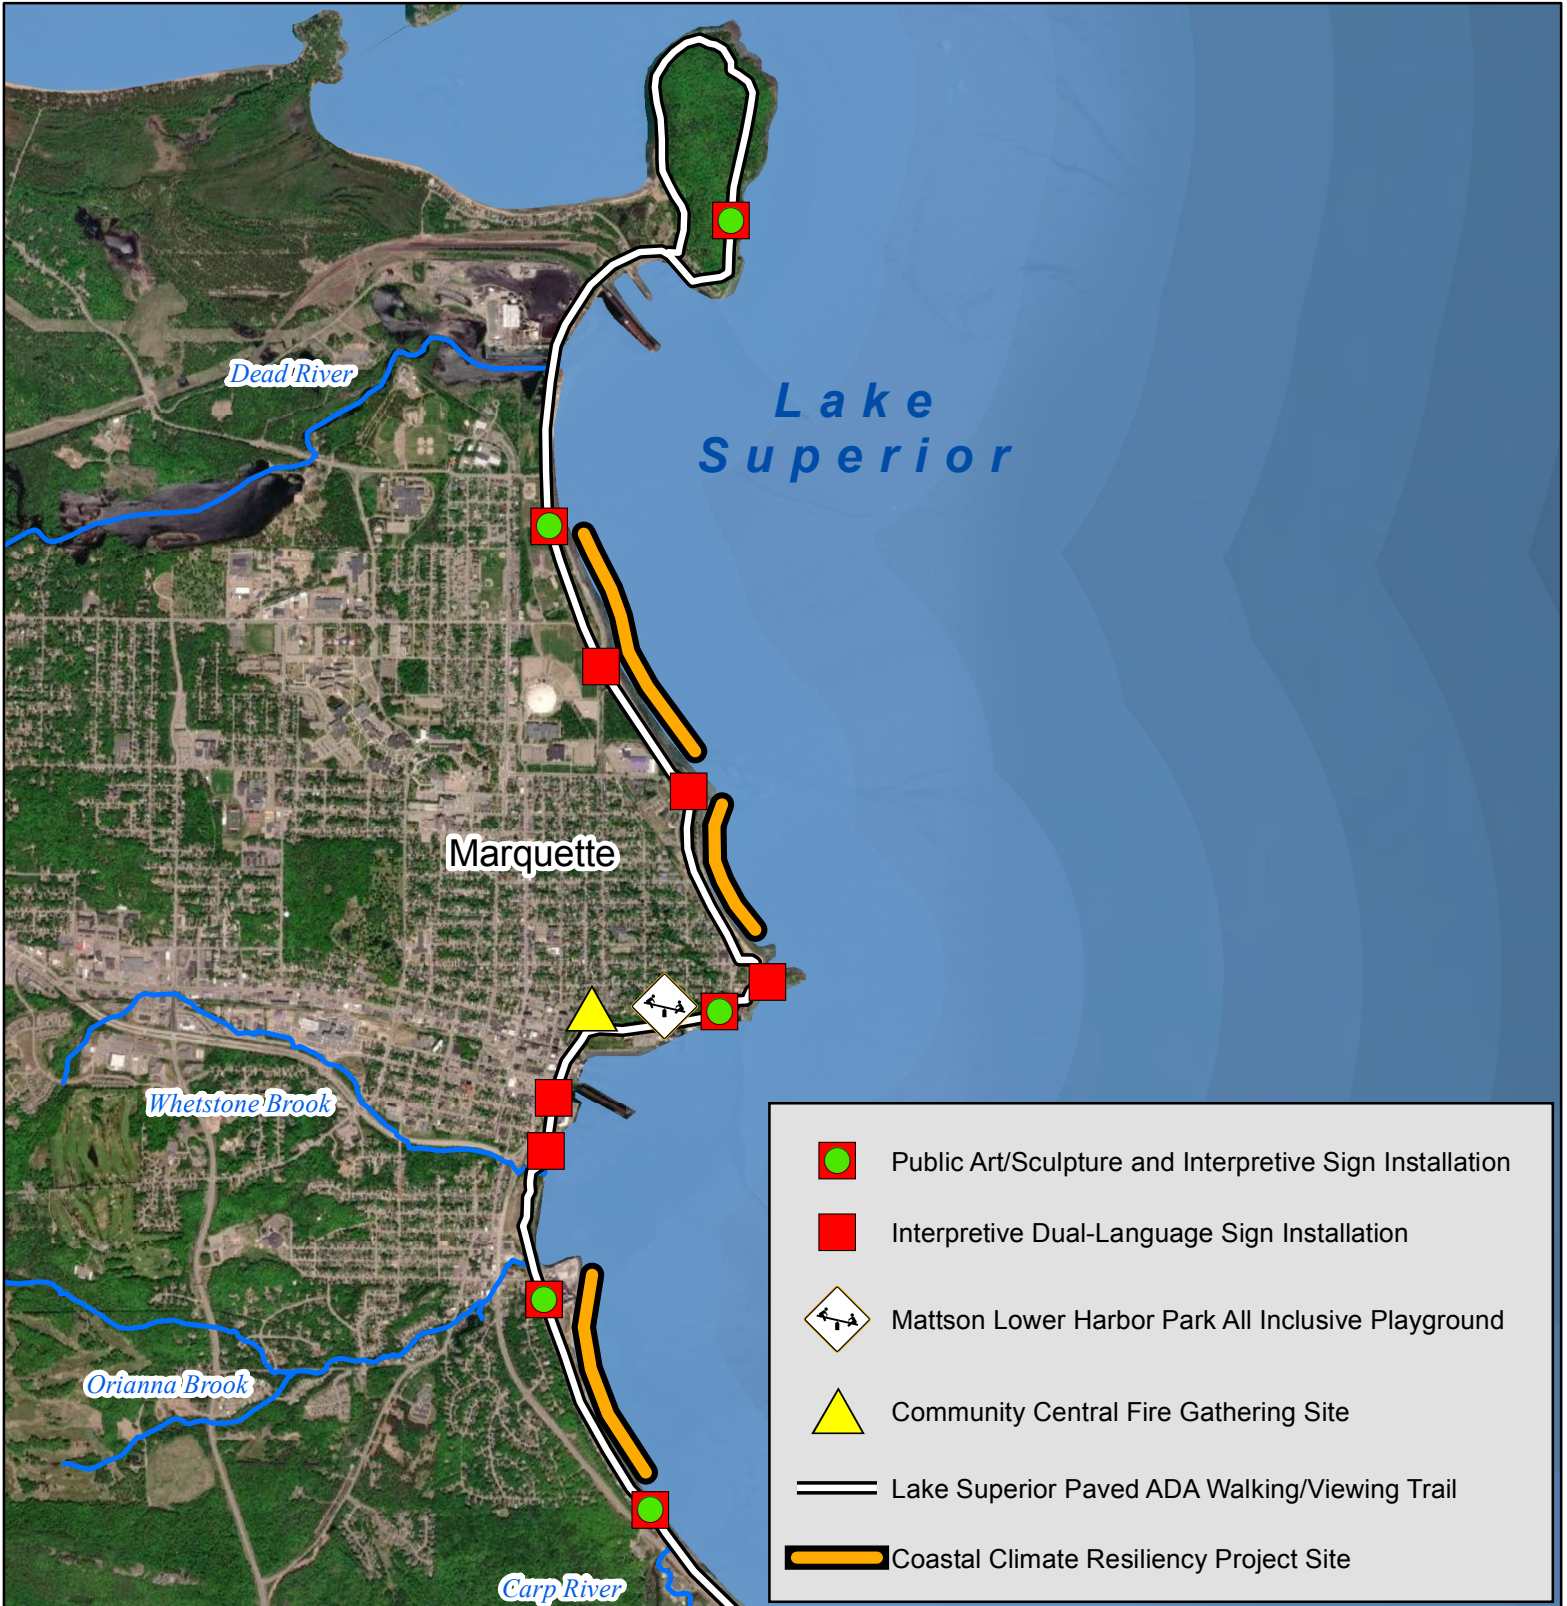 Dead River
Lake
Superior
Marquette
Whetstone Brook
Orianna Brook
Carp River
Public Art/Sculpture and Interpretive Sign Installation
Interpretive Dual-Language Sign Installation
Mattson Lower Harbor Park All Inclusive Playground
Community Central Fire Gathering Site
Lake Superior Paved ADA Walking/Viewing Trail
Coastal Climate Resiliency Project Site